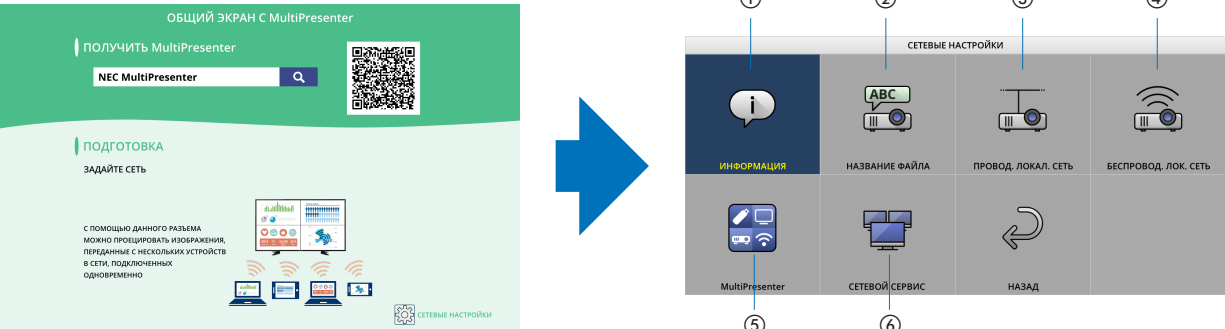 ОБЩИЙ ЭКРАН С MultiPresenter
ПОЛУЧИТЬ MultiPresenter
NEC MultiPresenter
ПОДГОТОВКА
ЗАДАЙТЕ СЕТЬ
С ПОМОЩЬЮ ДАННОГО РАЗЪЕМА
МОЖНО ПРОЕЦИРОВАТЬ ИЗОБРАЖЕНИЯ,
ПЕРЕДАННЫЕ С НЕСКОЛЬКИХ УСТРОЙСТВ
В СЕТИ, ПОДКЛЮЧЕННЫХ
ОДНОВРЕМЕННО
СЕТЕВЫЕ НАСТРОЙКИ
① ② ③ ④
СЕТЕВЫЕ НАСТРОЙКИ
i
ABC
ИНФОРМАЦИЯ
НАЗВАНИЕ ФАЙЛА
ПРОВОД. ЛОКАЛ. СЕТЬ
БЕСПРОВОД. ЛОК. СЕТЬ
MultiPresenter
СЕТЕВОЙ СЕРВИС
НАЗАД
⑤ ⑥